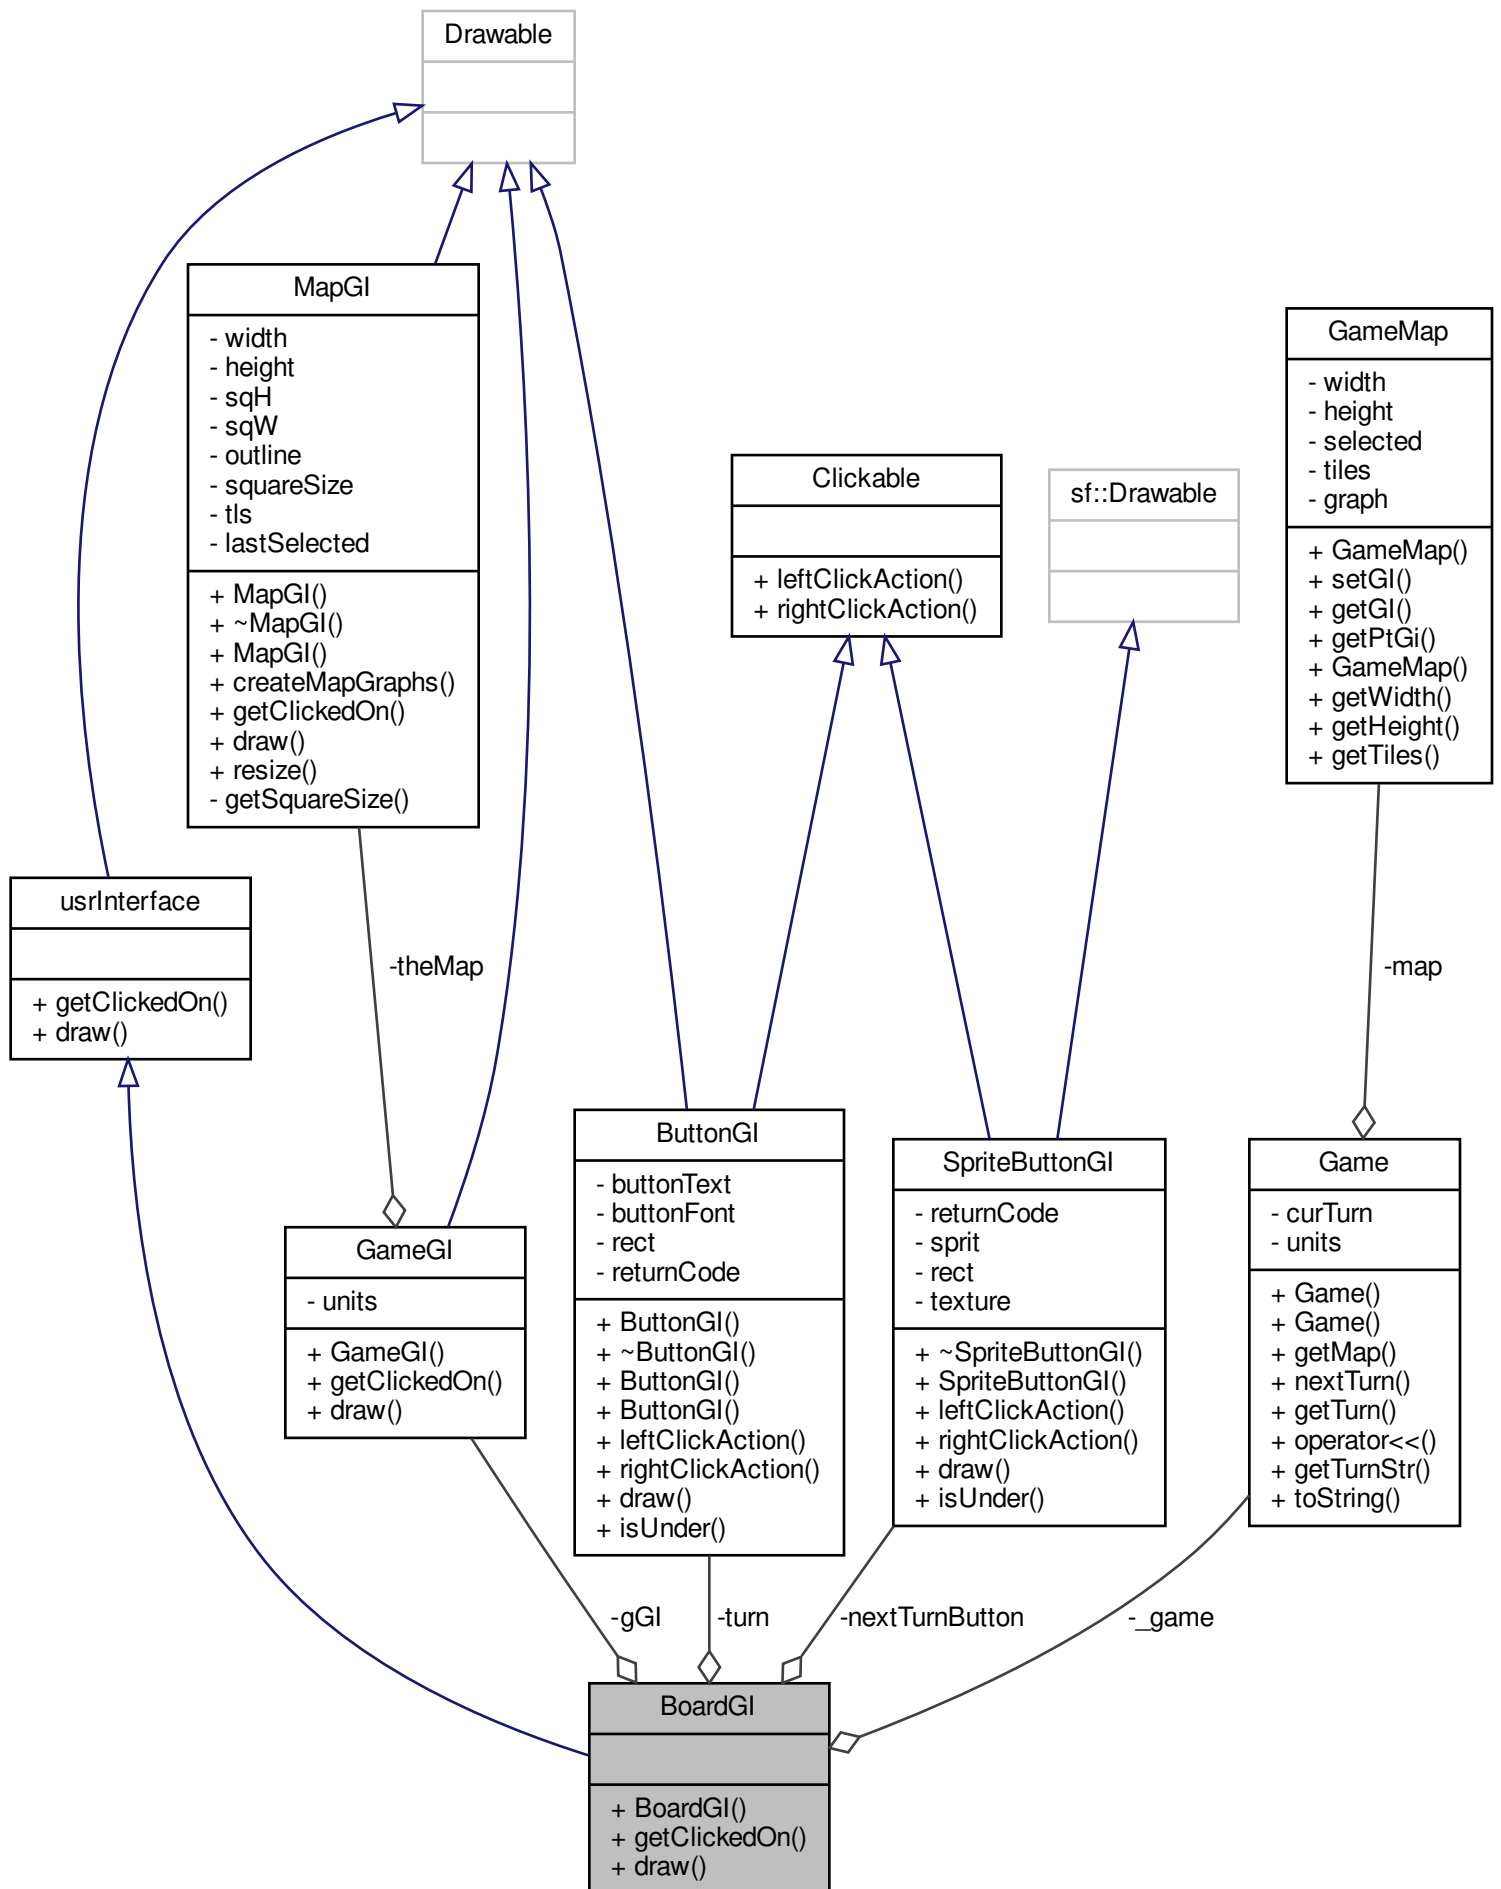 Drawable
MapGI
- width
- height
- sqH
- sqW
- outline
- squareSize
- tls
- lastSelected
+ MapGI()
+ ~MapGI()
+ MapGI()
+ createMapGraphs()
+ getClickedOn()
+ draw()
+ resize()
- getSquareSize()
GameMap
- width
- height
- selected
- tiles
- graph
+ GameMap()
+ setGI()
+ getGI()
+ getPtGi()
+ GameMap()
+ getWidth()
+ getHeight()
+ getTiles()
Clickable
+ leftClickAction()
+ rightClickAction()
sf::Drawable
usrInterface
+ getClickedOn()
+ draw()
-theMap
-map
GameGI
- units
+ GameGI()
+ getClickedOn()
+ draw()
ButtonGI
- buttonText
- buttonFont
- rect
- returnCode
+ ButtonGI()
+ ~ButtonGI()
+ ButtonGI()
+ ButtonGI()
+ leftClickAction()
+ rightClickAction()
+ draw()
+ isUnder()
SpriteButtonGI
- returnCode
- sprit
- rect
- texture
+ ~SpriteButtonGI()
+ SpriteButtonGI()
+ leftClickAction()
+ rightClickAction()
+ draw()
+ isUnder()
Game
- curTurn
- units
+ Game()
+ Game()
+ getMap()
+ nextTurn()
+ getTurn()
+ operator<<()
+ getTurnStr()
+ toString()
-gGI
-turn
-nextTurnButton
-_game
BoardGI
+ BoardGI()
+ getClickedOn()
+ draw()